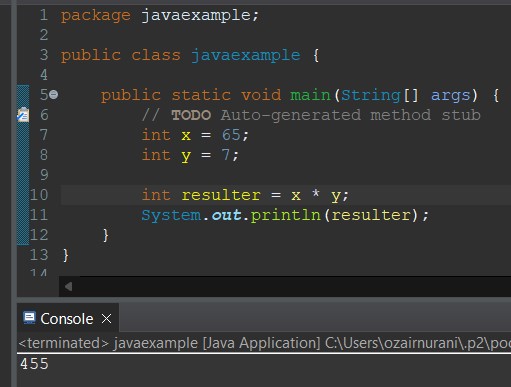 1 package javaexample;
2
3 public class javaexample {
4
5 public static void main(String[] args) {
6 // TODO Auto-generated method stub
7 int x = 65;
8 int y = 7;
9
10 int resulter = x * y;
11 System.out.println(resulter);
12 }
13 }
14
Console
<terminated> javaexample [Java Application] C:\Users\ozairnurani\.p2\poo
455